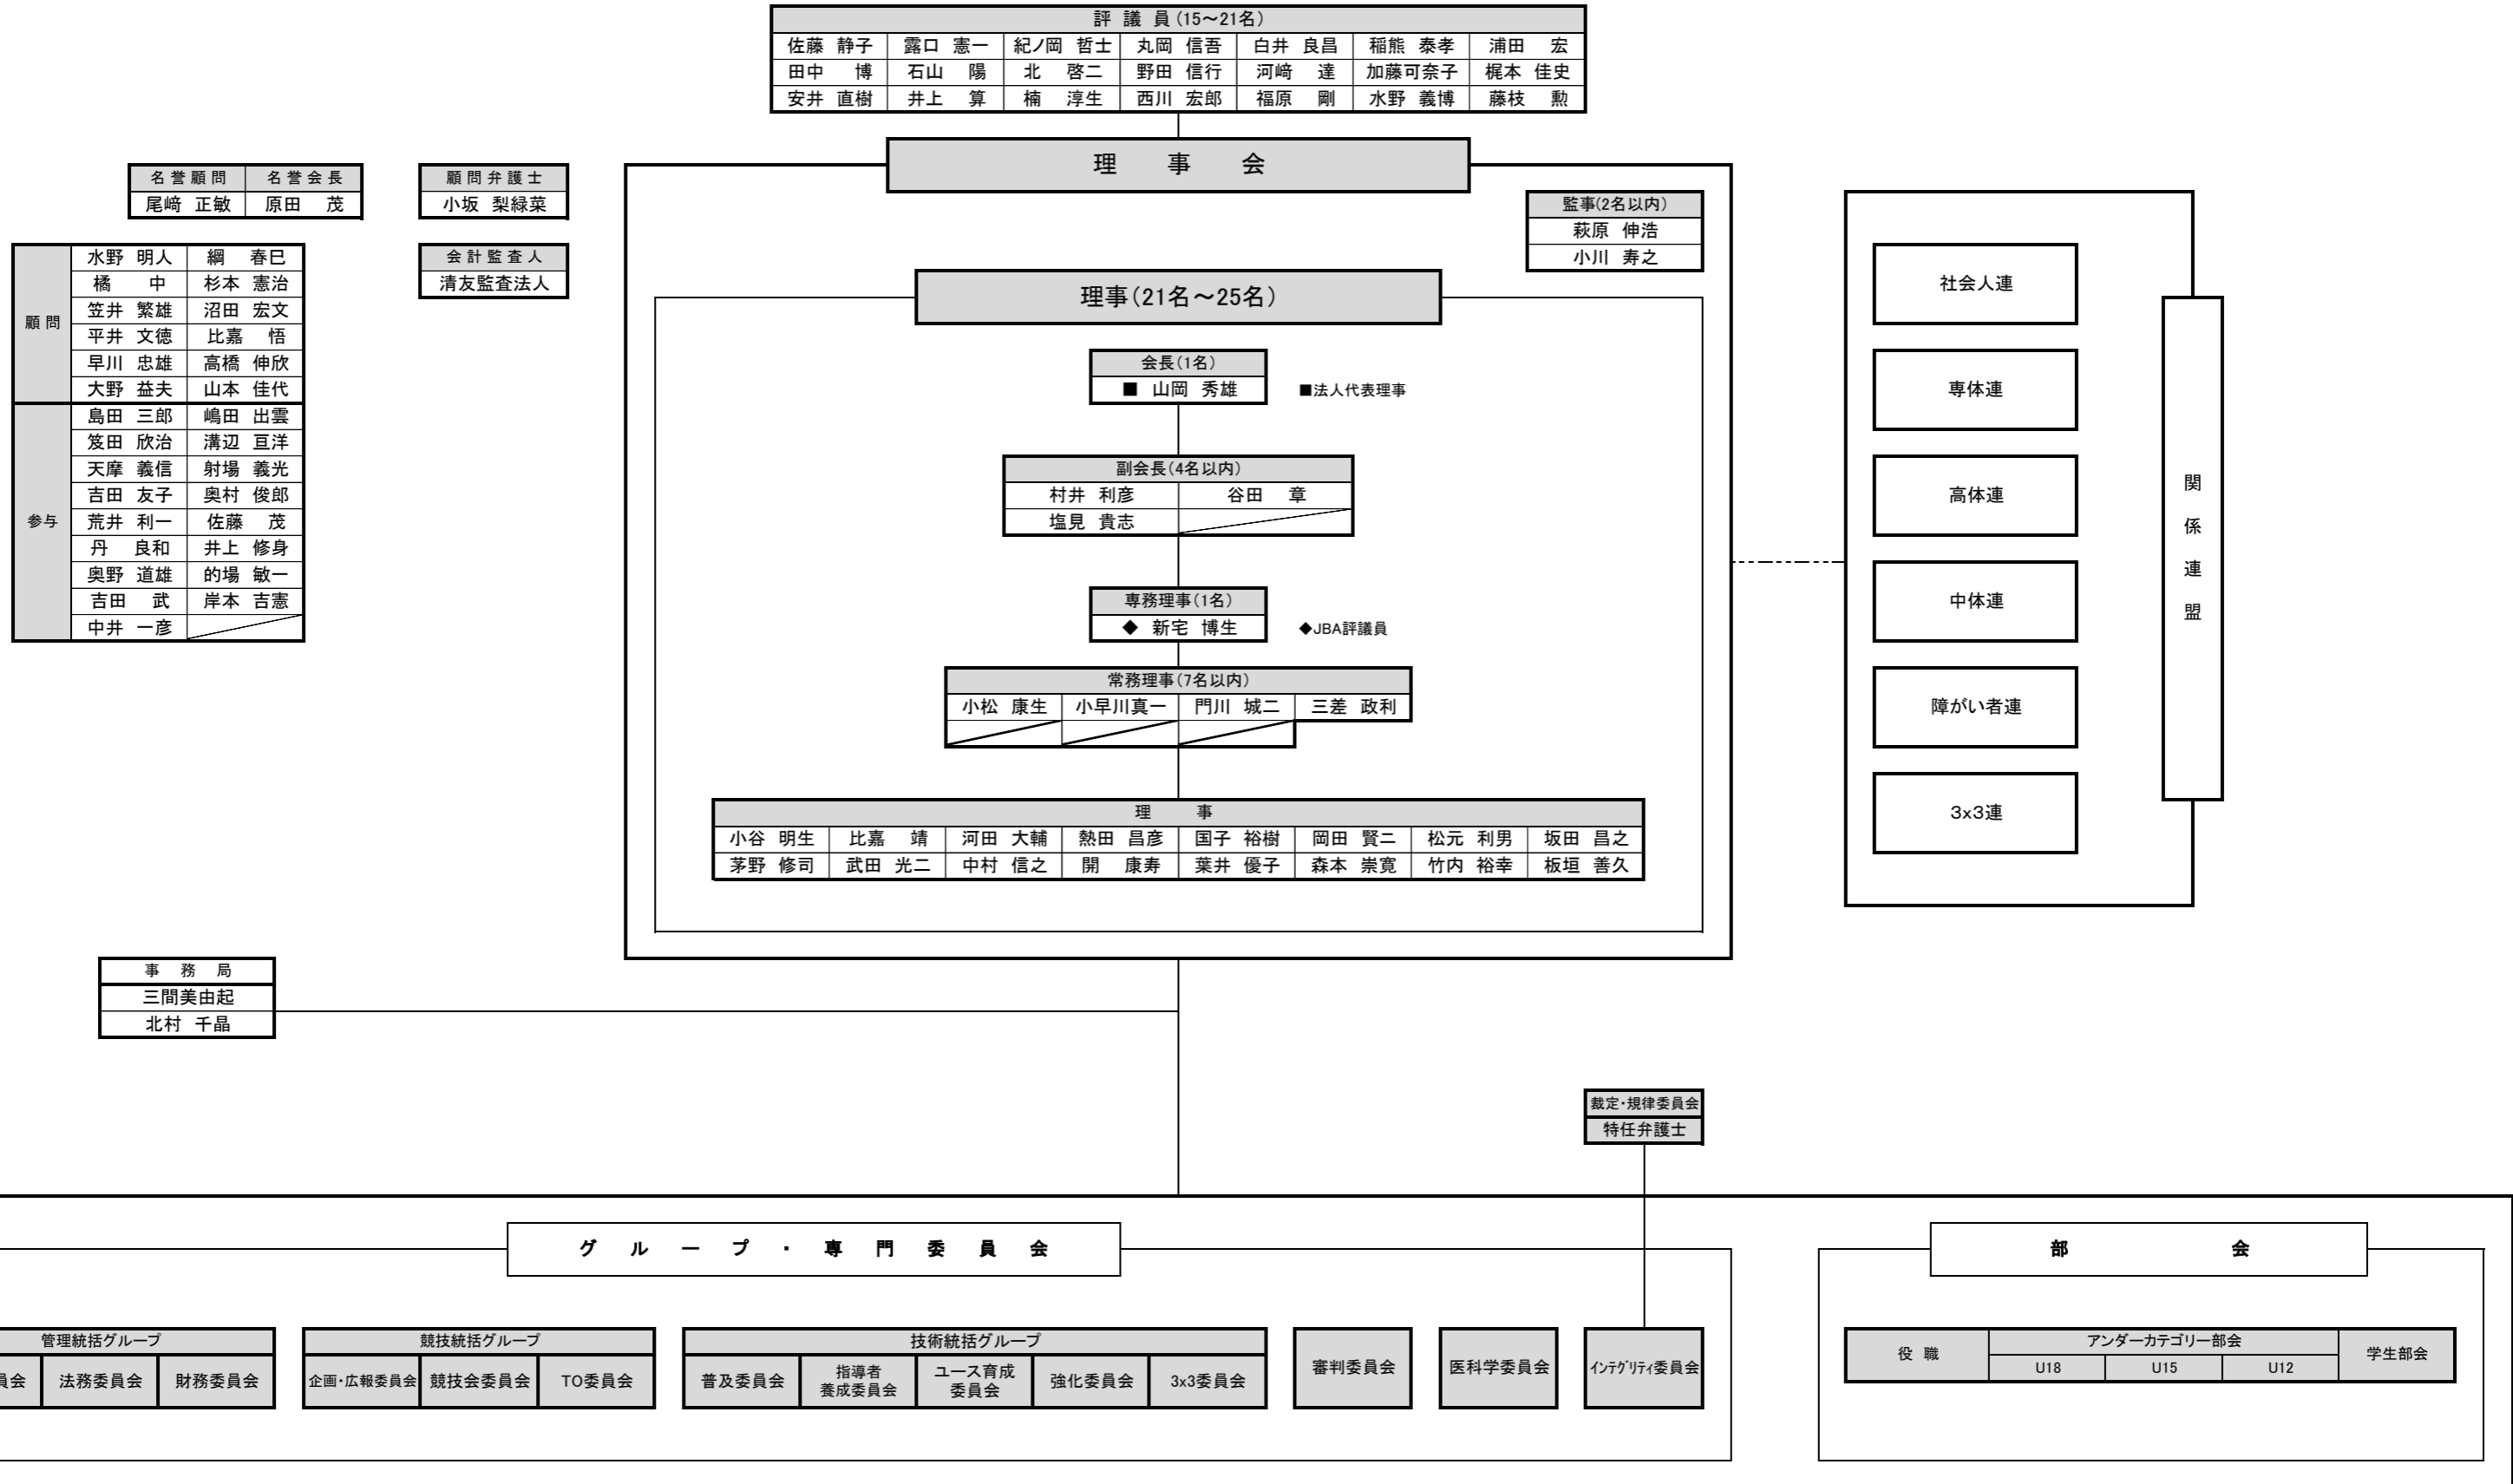 評 議 員 (15～21名)
佐藤 静子 露口 憲一 紀ノ岡 哲士 丸岡 信吾 白井 良昌 稲熊 泰孝 浦田 宏
田中 博 石山 陽 北 啓二 野田 信行 河﨑 達 加藤可奈子 梶本 佳史
安井 直樹 井上 算 楠 淳生 西川 宏郎 福原 剛 水野 義博 藤枝 勲
理 事 会
名誉顧問 名誉会長
尾﨑 正敏 原田 茂
顧問弁護士
小坂 梨緑菜
会計監査人
清友監査法人
顧問
水野 明人 綱 春巳
橘 中 杉本 憲治
笠井 繁雄 沼田 宏文
平井 文徳 比嘉 悟
早川 忠雄 高橋 伸欣
大野 益夫 山本 佳代
参与
島田 三郎 嶋田 出雲
笈田 欣治 溝辺 亘洋
天摩 義信 射場 義光
吉田 友子 奥村 俊郎
荒井 利一 佐藤 茂
丹 良和 井上 修身
奥野 道雄 的場 敏一
吉田 武 岸本 吉憲
中井 一彦
監事(2名以内)
萩原 伸浩
小川 寿之
理事(21名～25名)
会長(1名)
■ 山岡 秀雄 ■法人代表理事
副会長(4名以内)
村井 利彦 谷田 章
塩見 貴志
専務理事(1名)
◆ 新宅 博生 ◆JBA評議員
常務理事(7名以内)
小松 康生 小早川真一 門川 城二 三差 政利
理 事
小谷 明生 比嘉 靖 河田 大輔 熱田 昌彦 国子 裕樹 岡田 賢二 松元 利男 坂田 昌之
茅野 修司 武田 光二 中村 信之 開 康寿 葉井 優子 森本 崇寛 竹内 裕幸 板垣 善久
関係連盟
社会人連
専体連
高体連
中体連
障がい者連
3x3連
事 務 局
三間美由起
北村 千晶
裁定・規律委員会
特任弁護士
グ ル ー プ ・ 専 門 委 員 会
管理統括グループ
員会 法務委員会 財務委員会
競技統括グループ
企画・広報委員会 競技会委員会 TO委員会
技術統括グループ
普及委員会
指導者
養成委員会
ユース育成
委員会
強化委員会
3x3委員会
審判委員会
医科学委員会
インテグリティ委員会
部 会
役 職
アンダーカテゴリー部会
U18 U15 U12
学生部会